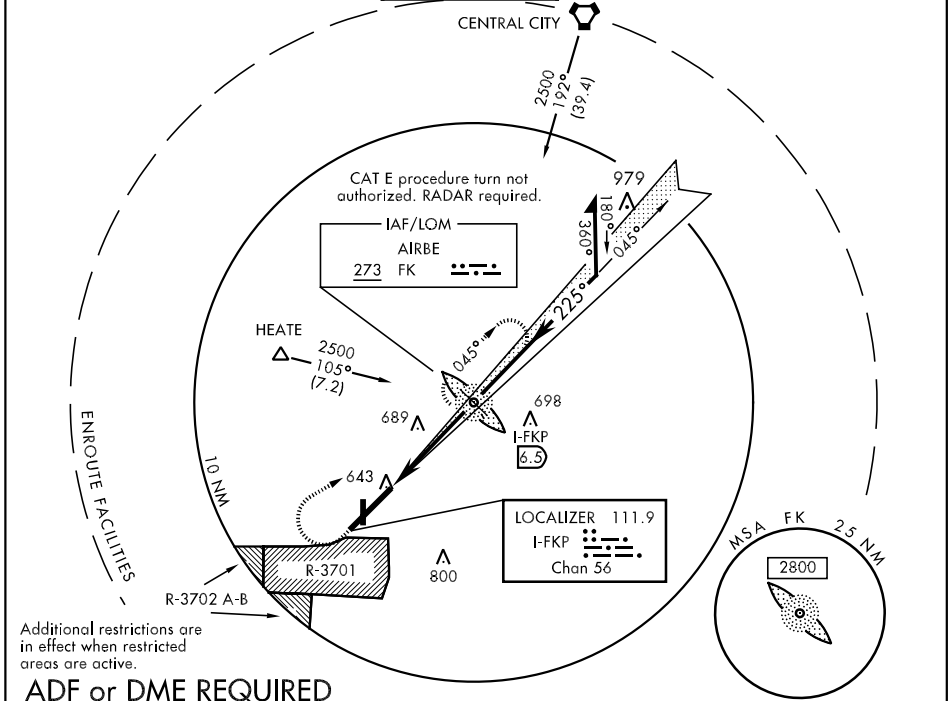 CENTRAL CITY
2500
192°
(39.4)
CAT E procedure turn not
authorized. RADAR required.
979
IAF/LOM
AIRBE
273 FK
360°
180°
045°
225°
HEATE
2500
105°
(7.2)
045°
689
698
I-FKP
6.5
643
ENROUTE FACILITIES
10 NM
LOCALIZER 111.9
I-FKP
Chan 56
R-3701
800
R-3702 A-B
MSA FK 25 NM
2800
Additional restrictions are
in effect when restricted
areas are active.
ADF or DME REQUIRED